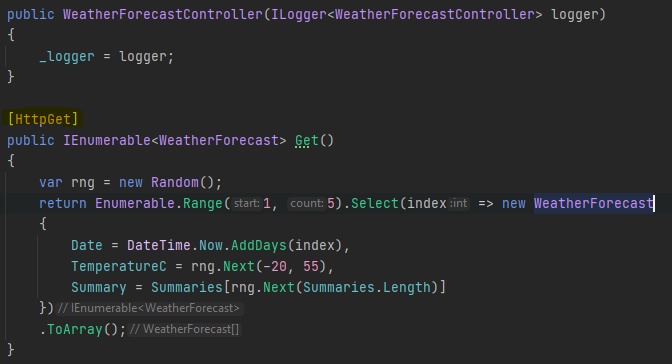 public WeatherForecastController(ILogger<WeatherForecastController> logger)
{
_logger = logger;
}
[HttpGet]
public IEnumerable<WeatherForecast> Get()
{
var rng = new Random();
return Enumerable.Range(start: 1, count: 5).Select(index :int => new WeatherForecast
{
Date = DateTime.Now.AddDays(index),
TemperatureC = rng.Next(-20, 55),
Summary = Summaries[rng.Next(Summaries.Length)]
}) // IEnumerable<WeatherForecast>
.ToArray(); // WeatherForecast[]
}